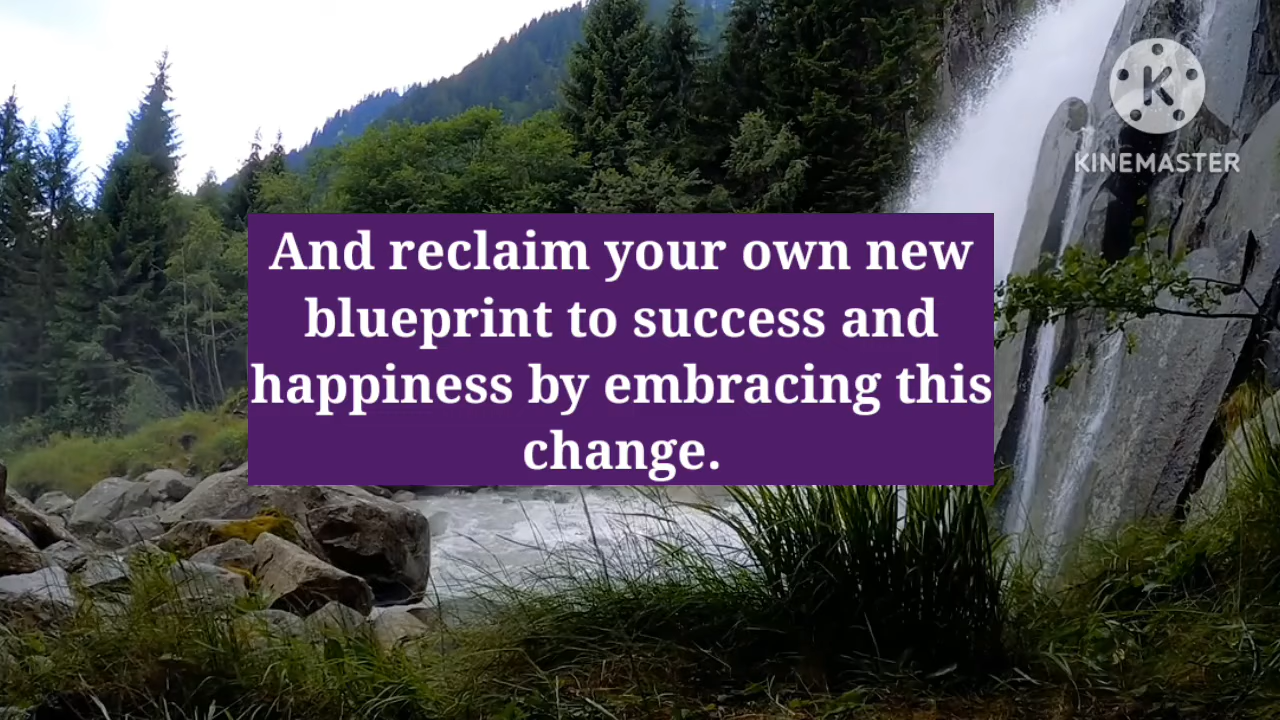 K
KINEMASTER
And reclaim your own new
blueprint to success and
happiness by embracing this
change.